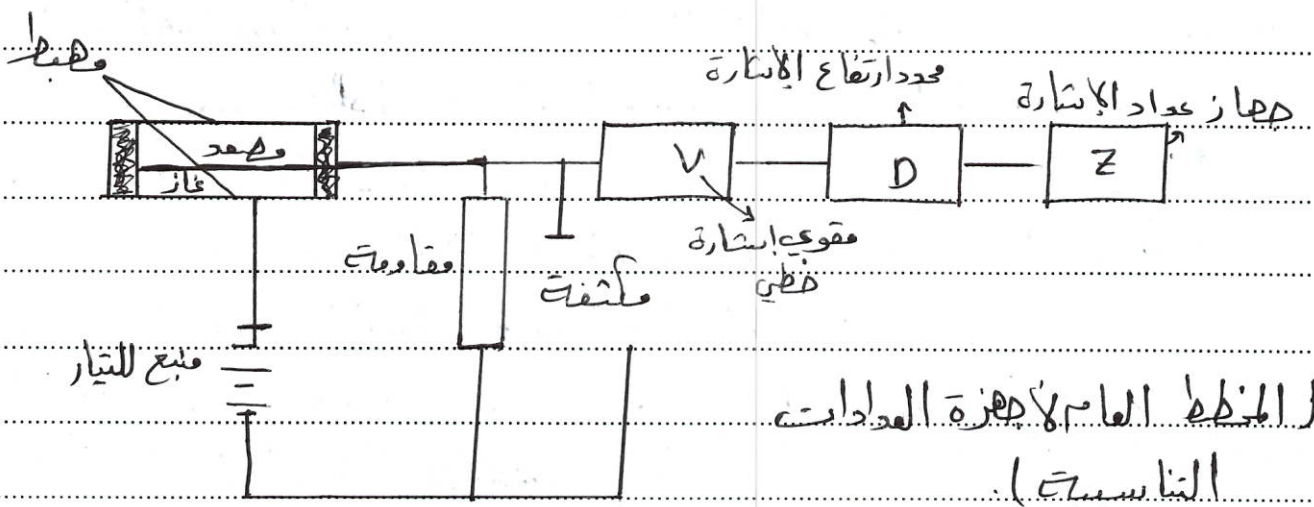 مهبط
محدد ارتفاع الإشارة
جهاز عداد الإشارة
مصعد
غاز
V
D
Z
مقاومة
مكثفة
مقوي إشارة
خطي
منبع للتيار
(المخطط العام لأجهزة العدادات
التناسبية).